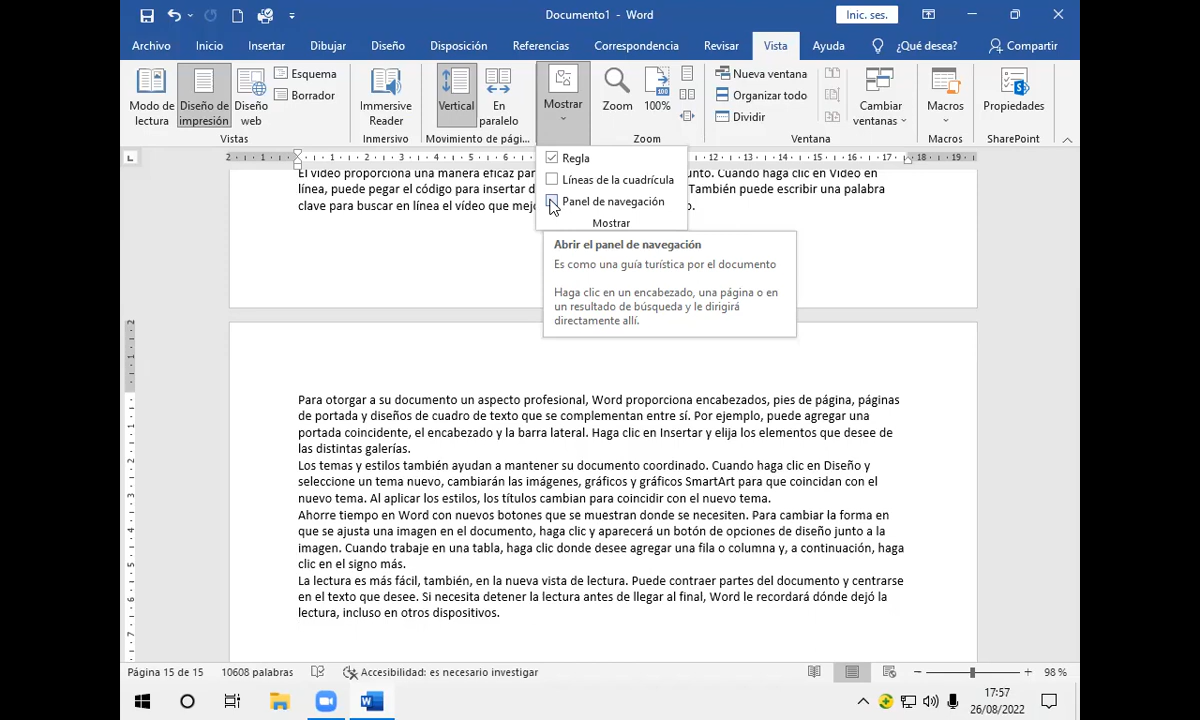 Documento1 - Word
Inic. ses.
Archivo
Inicio
Insertar
Dibujar
Diseño
Disposición
Referencias
Correspondencia
Revisar
Vista
Ayuda
¿Qué desea?
Compartir
Modo de lectura
Diseño de impresión
Diseño web
Esquema
Borrador
Vistas
Immersive Reader
Inmersivo
Vertical
En paralelo
Movimiento de pági...
Mostrar
Zoom
100
100%
Zoom
Nueva ventana
Organizar todo
Dividir
Cambiar ventanas
Ventana
Macros
Macros
Propiedades
SharePoint
Regla
Líneas de la cuadrícula
Panel de navegación
Mostrar
Abrir el panel de navegación
Es como una guía turística por el documento
Haga clic en un encabezado, una página o en
un resultado de búsqueda y le dirigirá
directamente allí.
El vídeo proporciona una manera eficaz par
unto. Cuando haga clic en Vídeo en
línea, puede pegar el código para insertar d
También puede escribir una palabra
clave para buscar en línea el vídeo que mejo
o.
Para otorgar a su documento un aspecto profesional, Word proporciona encabezados, pies de página, páginas
de portada y diseños de cuadro de texto que se complementan entre sí. Por ejemplo, puede agregar una
portada coincidente, el encabezado y la barra lateral. Haga clic en Insertar y elija los elementos que desee de
las distintas galerías.
Los temas y estilos también ayudan a mantener su documento coordinado. Cuando haga clic en Diseño y
seleccione un tema nuevo, cambiarán las imágenes, gráficos y gráficos SmartArt para que coincidan con el
nuevo tema. Al aplicar los estilos, los títulos cambian para coincidir con el nuevo tema.
Ahorre tiempo en Word con nuevos botones que se muestran donde se necesiten. Para cambiar la forma en
que se ajusta una imagen en el documento, haga clic y aparecerá un botón de opciones de diseño junto a la
imagen. Cuando trabaje en una tabla, haga clic donde desee agregar una fila o columna y, a continuación, haga
clic en el signo más.
La lectura es más fácil, también, en la nueva vista de lectura. Puede contraer partes del documento y centrarse
en el texto que desee. Si necesita detener la lectura antes de llegar al final, Word le recordará dónde dejó la
lectura, incluso en otros dispositivos.
Página 15 de 15
10608 palabras
Accesibilidad: es necesario investigar
98 %
17:57
26/08/2022